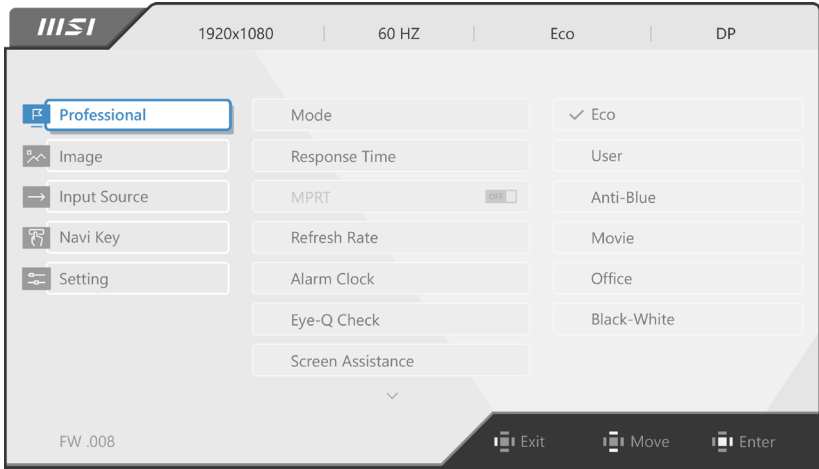 msi 1920x1080 60 HZ Eco DP
Professional Mode Eco
Image Response Time User
Input Source MPRT OFF Anti-Blue
Navi Key Refresh Rate Movie
Setting Alarm Clock Office
Eye-Q Check Black-White
Screen Assistance
FW .008 Exit Move Enter